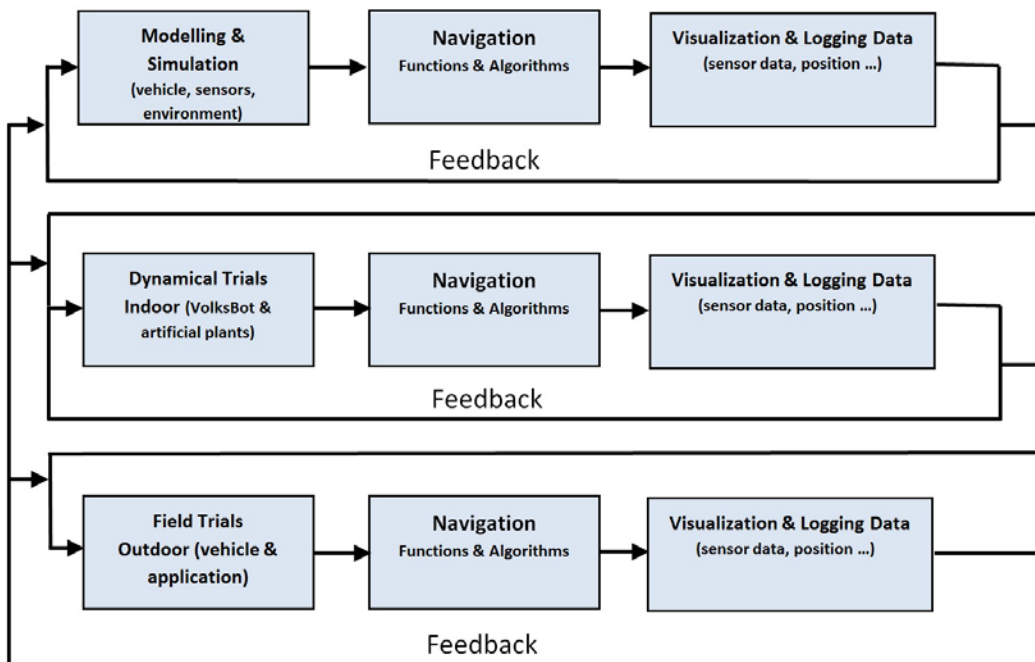 Modelling &
Simulation
(vehicle, sensors,
environment)
Navigation
Functions & Algorithms
Visualization & Logging Data
(sensor data, position ...)
Feedback
Dynamical Trials
Indoor (VolksBot &
artificial plants)
Navigation
Functions & Algorithms
Visualization & Logging Data
(sensor data, position ...)
Feedback
Field Trials
Outdoor (vehicle &
application)
Navigation
Functions & Algorithms
Visualization & Logging Data
(sensor data, position ...)
Feedback